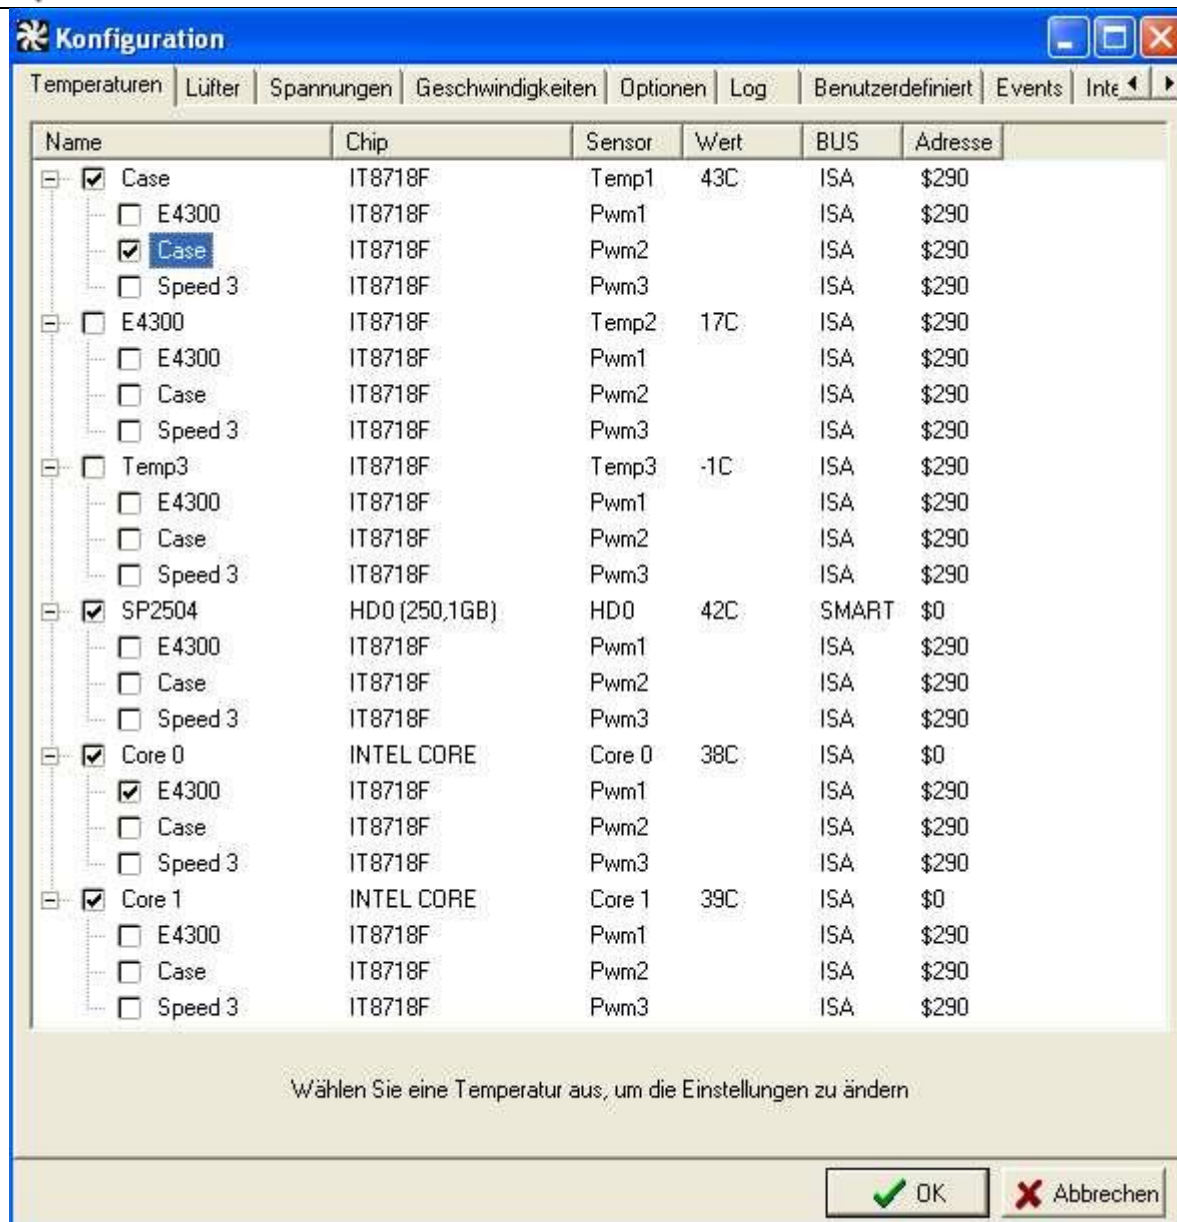 Konfiguration
Temperaturen Lüfter Spannungen Geschwindigkeiten Optionen Log Benutzerdefiniert Events Inte
Name Chip Sensor Wert BUS Adresse
Case IT8718F Temp1 43C ISA $290
E4300 IT8718F Pwm1 ISA $290
Case IT8718F Pwm2 ISA $290
Speed 3 IT8718F Pwm3 ISA $290
E4300 IT8718F Temp2 17C ISA $290
E4300 IT8718F Pwm1 ISA $290
Case IT8718F Pwm2 ISA $290
Speed 3 IT8718F Pwm3 ISA $290
Temp3 IT8718F Temp3 -1C ISA $290
E4300 IT8718F Pwm1 ISA $290
Case IT8718F Pwm2 ISA $290
Speed 3 IT8718F Pwm3 ISA $290
SP2504 HD0 (250,1GB) HD0 42C SMART $0
E4300 IT8718F Pwm1 ISA $290
Case IT8718F Pwm2 ISA $290
Speed 3 IT8718F Pwm3 ISA $290
Core 0 INTEL CORE Core 0 38C ISA $0
E4300 IT8718F Pwm1 ISA $290
Case IT8718F Pwm2 ISA $290
Speed 3 IT8718F Pwm3 ISA $290
Core 1 INTEL CORE Core 1 39C ISA $0
E4300 IT8718F Pwm1 ISA $290
Case IT8718F Pwm2 ISA $290
Speed 3 IT8718F Pwm3 ISA $290
Wählen Sie eine Temperatur aus, um die Einstellungen zu ändern
OK Abbrechen